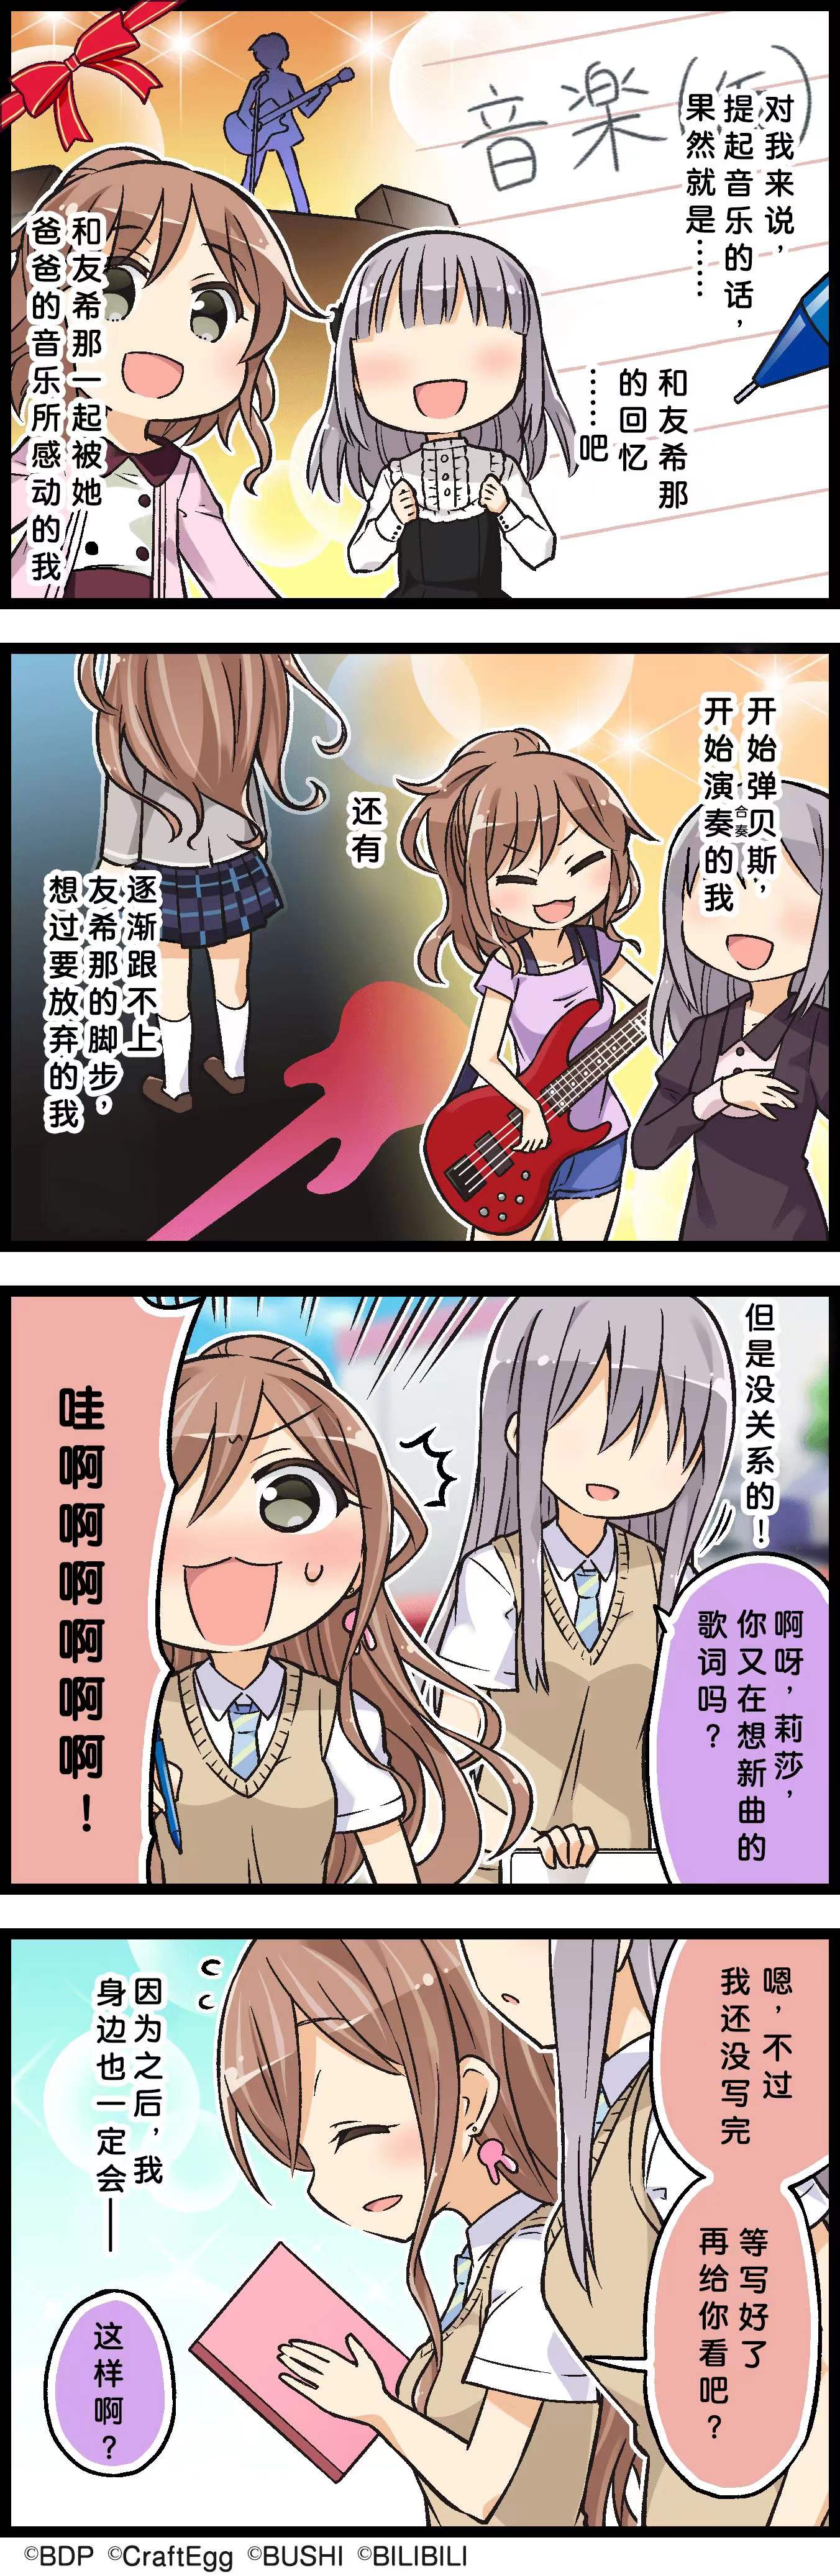 音楽(仮)
对我来说，
提起音乐的话，
果然就是……
和友希那
的回忆
……吧
和友希那一起被她
爸爸的音乐所感动的我
开始弹贝斯，
开始演奏的我
合奏
还有
逐渐跟不上
友希那的脚步，
想过要放弃的我
但是没关系的！
啊呀，莉莎，
你又在想新曲的
歌词吗？
哇啊啊啊啊啊啊！
嗯，不过
我还没写完
等写好了
再给你看吧？
因为之后，我
身边也一定会——
这样啊？
©BDP ©CraftEgg ©BUSHI ©BILIBILI